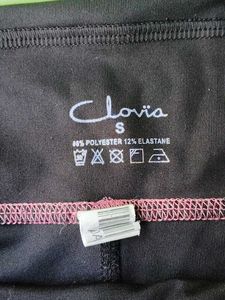 Clovia
S
88% POLYESTER 12% ELASTANE